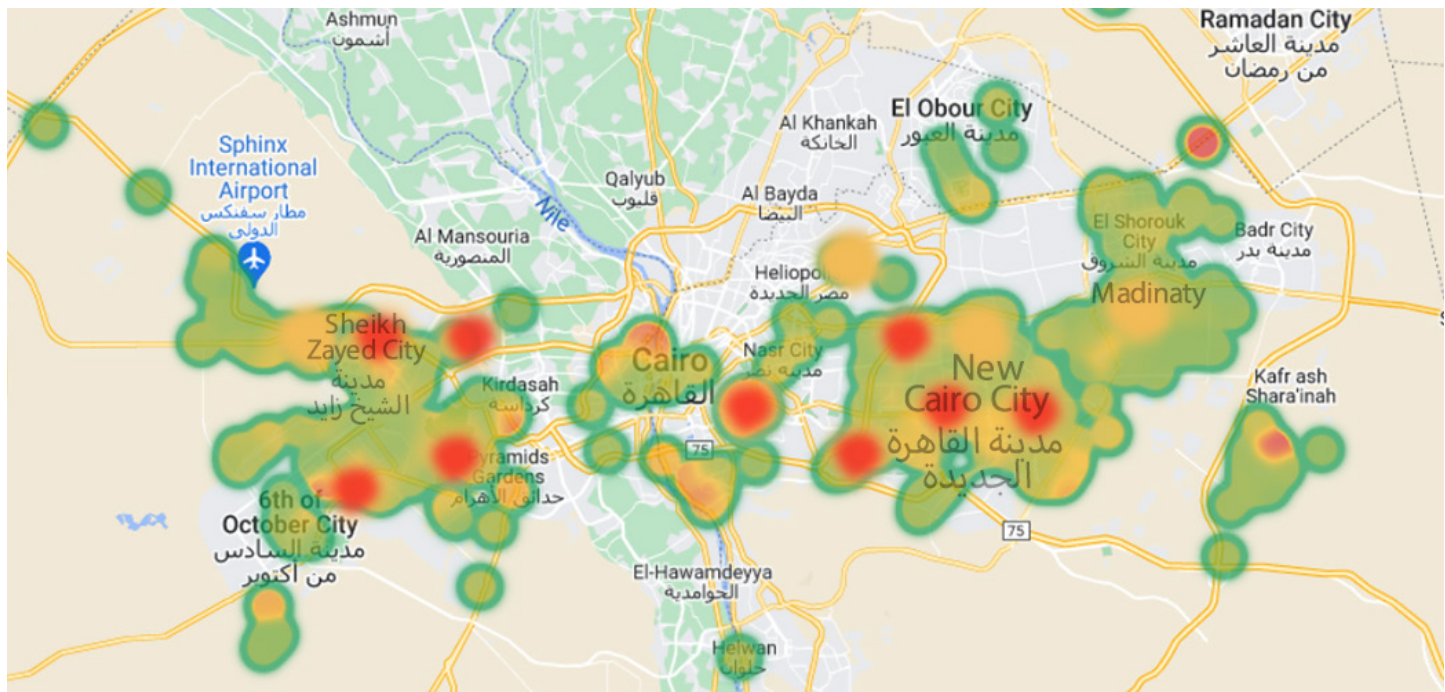 Ashmun
أشمون
Ramadan City
مدينة العاشر
من رمضان
El Obour City
مدينة العبور
Al Khankah
الخانكة
Sphinx
International
Airport
مطار سفنكس
الدولي
Qalyub
قليوب
Al Bayda
البيضا
Nile
Al Mansouria
المنصورية
El Shorouk
City
مدينة الشروق
Badr City
مدينة بدر
مصر الجديدة
Madinaty
Sheikh
Zayed City
مدينة
الشيخ زايد
Cairo
القاهرة
Nasr City
مدينة نصر
New
Cairo City
مدينة القاهرة
الجديدة
Kirdasah
كرداسة
Kafr ash
Shara'inah
75
Pyramids
Gardens
حدائق الأهرام
6th of
October City
مدينة السادس
من أكتوبر
75
El-Hawamdeyya
الحوامدية
Helwan
حلوان